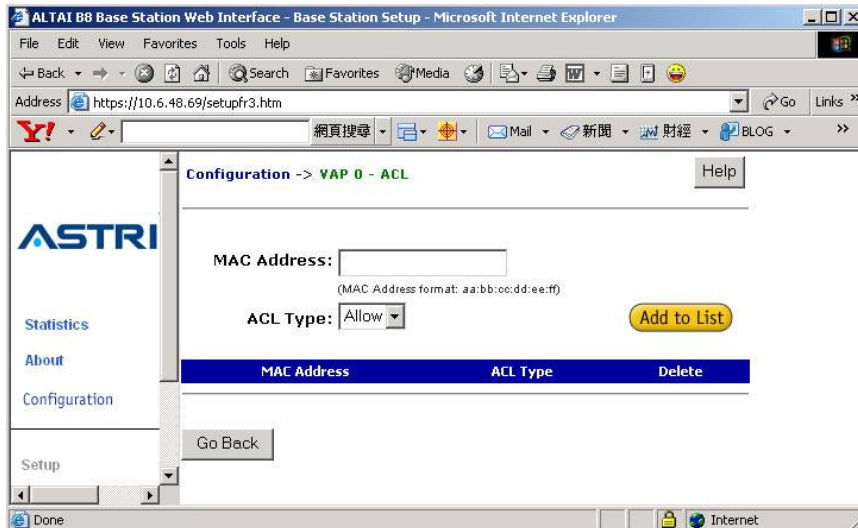 ALTAI B8 Base Station Web Interface - Base Station Setup - Microsoft Internet Explorer
File Edit View Favorites Tools Help
Back Search Favorites Media
Address https://10.6.48.69/setupfr3.htm Go Links »
Y! 網頁搜尋 Mail 新聞 財經 BLOG »
Configuration -> VAP 0 - ACL Help
ASTRI
MAC Address:
(MAC Address format: aa:bb:cc:dd:ee:ff)
ACL Type: Allow Add to List
Statistics
About
MAC Address ACL Type Delete
Configuration
Go Back
Setup
Done Internet